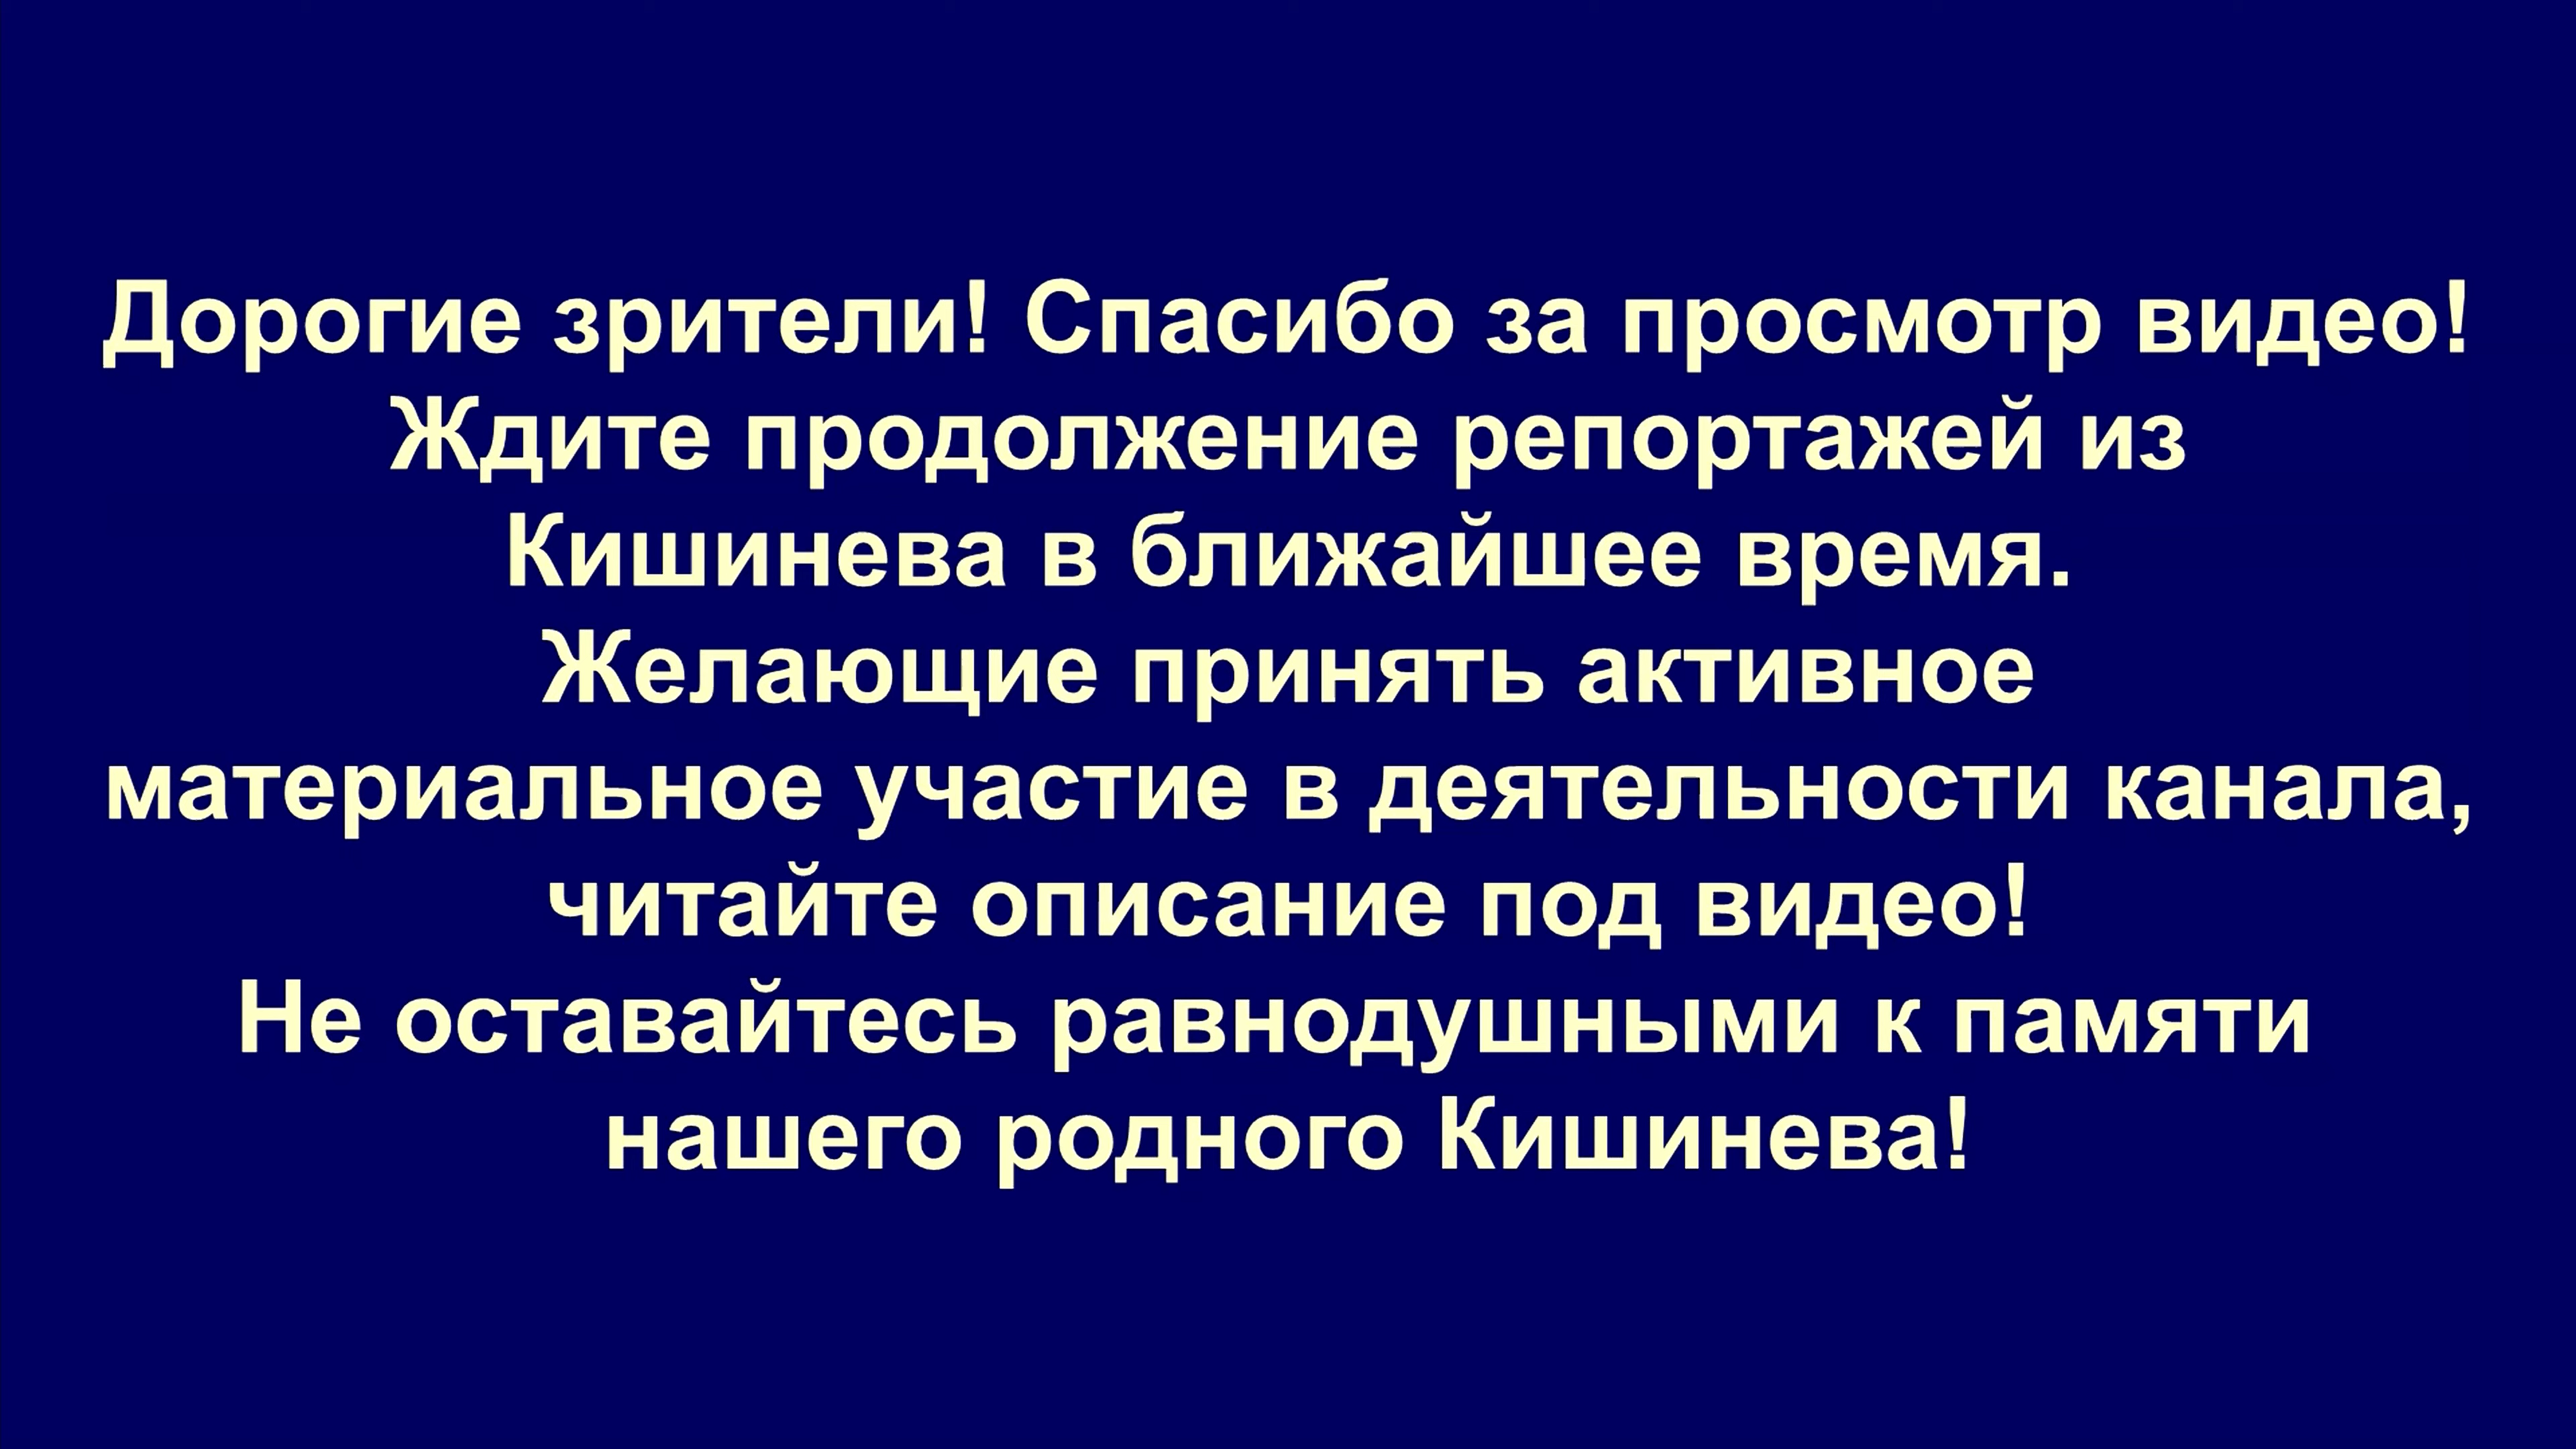 Дорогие зрители! Спасибо за просмотр видео!
Ждите продолжение репортажей из
Кишинева в ближайшее время.
Желающие принять активное
материальное участие в деятельности канала,
читайте описание под видео!
Не оставайтесь равнодушными к памяти
нашего родного Кишинева!